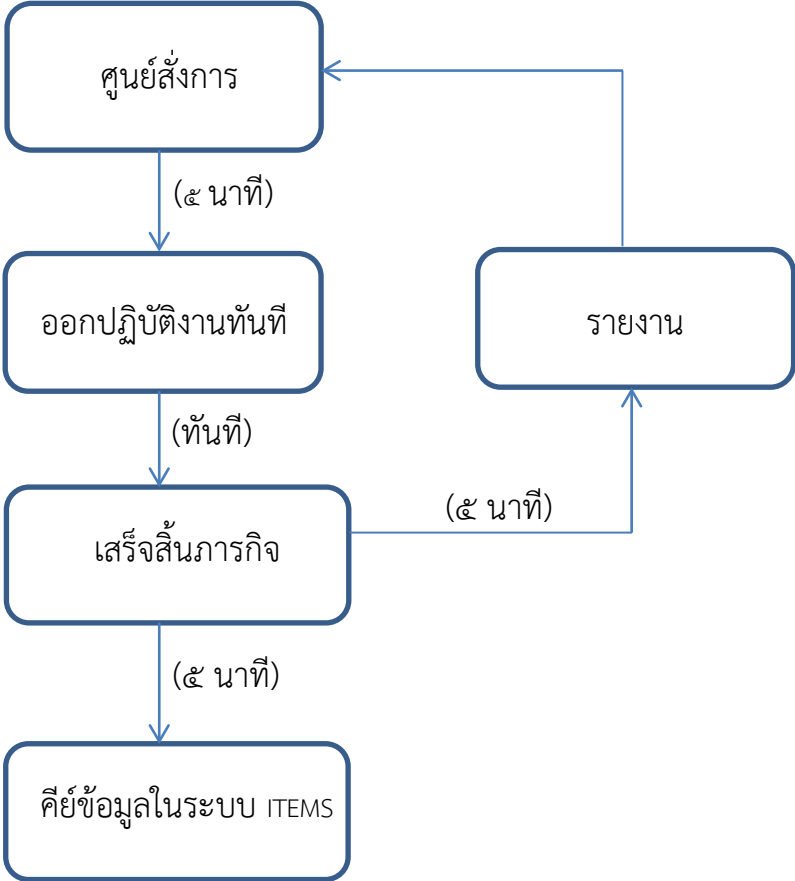 ศูนย์สั่งการ
(๕ นาที)
ออกปฏิบัติงานทันที
รายงาน
(ทันที)
(๕ นาที)
เสร็จสิ้นภารกิจ
(๕ นาที)
คีย์ข้อมูลในระบบ ITEMS